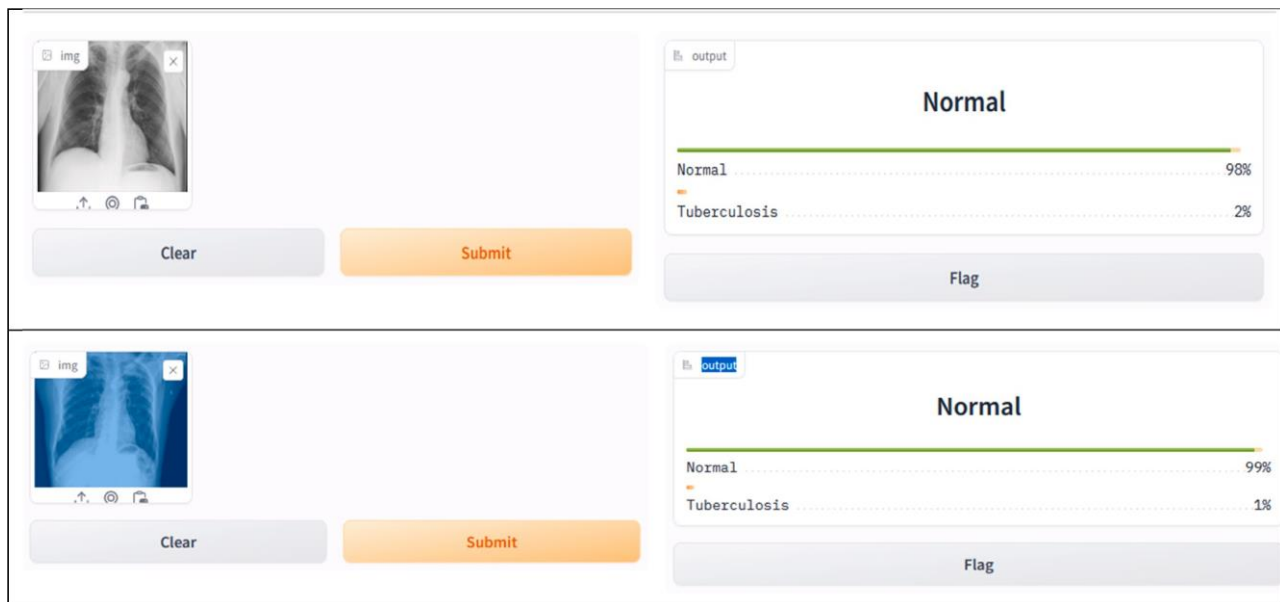 img
output
Normal
Normal 98%
Tuberculosis 2%
Clear
Submit
Flag
img
output
Normal
Normal 99%
Tuberculosis 1%
Clear
Submit
Flag